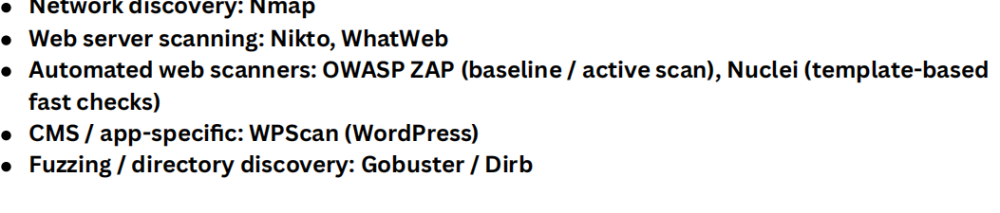 ● Network discovery: Nmap
● Web server scanning: Nikto, WhatWeb
● Automated web scanners: OWASP ZAP (baseline / active scan), Nuclei (template-based
fast checks)
● CMS / app-specific: WPScan (WordPress)
● Fuzzing / directory discovery: Gobuster / Dirb